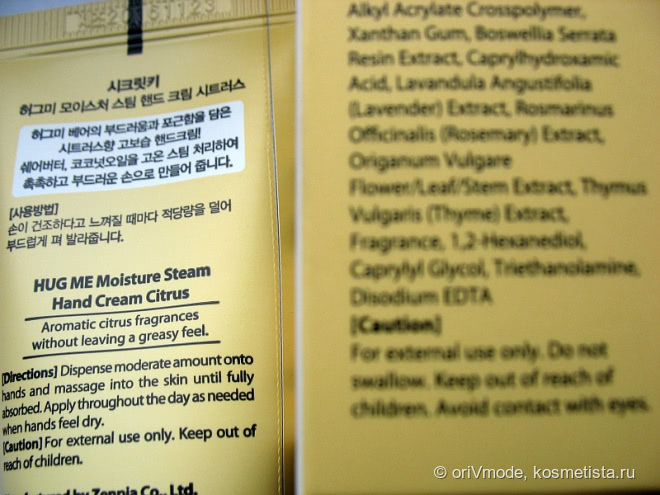 시크릿키
허그미 모이스처 스팀 핸드 크림 시트러스
허그미 베어의 부드러움과 포근함을 담은
시트러스향 고보습 핸드크림!
쉐어버터, 코코넛오일을 고온 스팀 처리하여
촉촉하고 부드러운 손으로 만들어 줍니다.
[사용방법]
손이 건조하다고 느껴질 때마다 적당량을 덜어
부드럽게 펴 발라줍니다.
HUG ME Moisture Steam
Hand Cream Citrus
Aromatic citrus fragrances
without leaving a greasy feel.
[Directions] Dispense moderate amount onto
hands and massage into the skin until fully
absorbed. Apply throughout the day as needed
when hands feel dry.
[Caution] For external use only. Keep out of
reach of children.
by Zenpia Co., Ltd.
Alkyl Acrylate Crosspolymer,
Xanthan Gum, Boswellia Serrata
Resin Extract, Caprylhydroxamic
Acid, Lavandula Angustifolia
(Lavender) Extract, Rosmarinus
Officinalis (Rosemary) Extract,
Origanum Vulgare
Flower/Leaf/Stem Extract, Thymus
Vulgaris (Thyme) Extract,
Fragrance, 1,2-Hexanediol,
Caprylyl Glycol, Triethanolamine,
Disodium EDTA
[Caution]
For external use only. Do not
swallow. Keep out of reach of
children. Avoid contact with eyes.
© oriVmode, kosmetista.ru